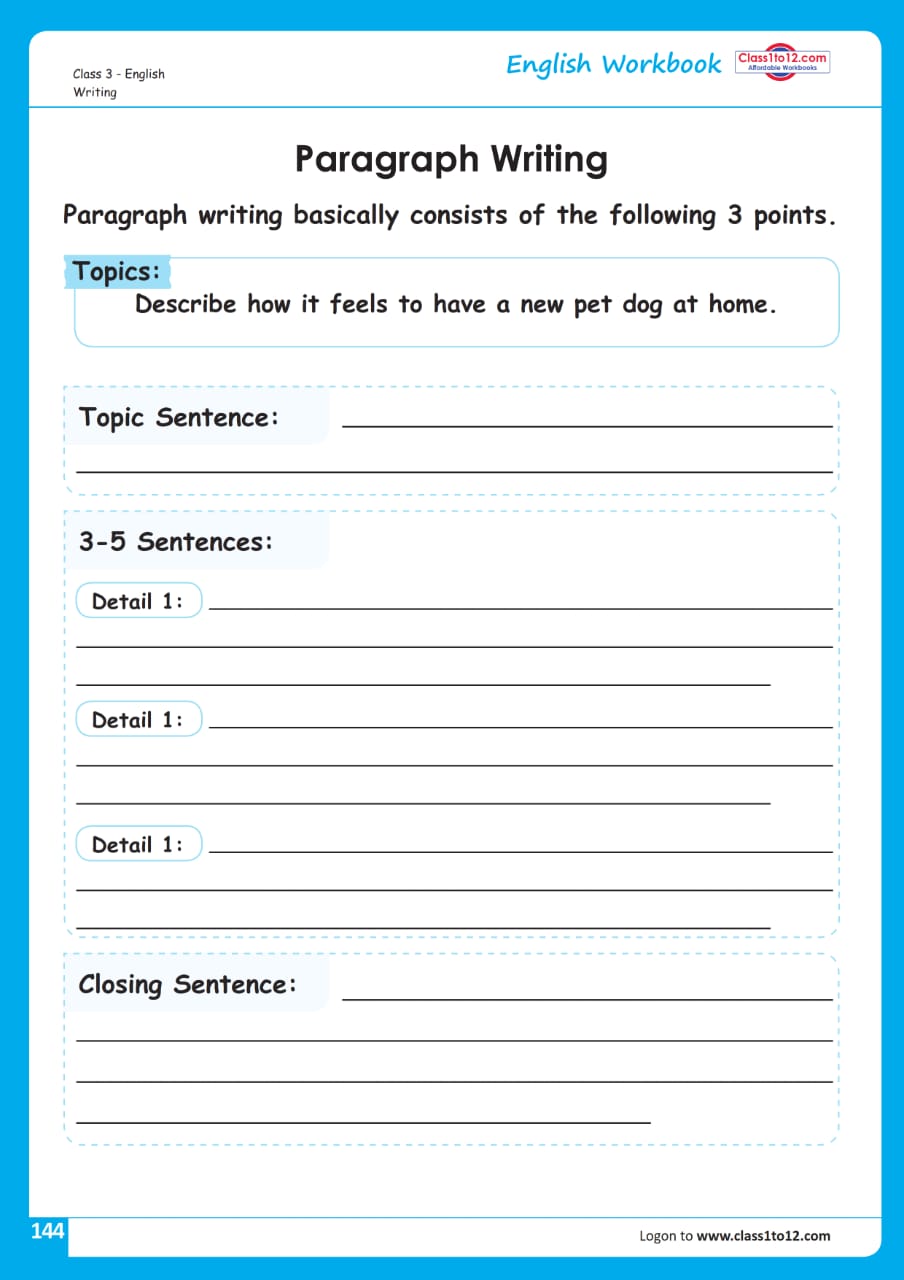 Class 3 - English
Writing
English Workbook
Class1to12.com
Affordable Workbooks
Paragraph Writing
Paragraph writing basically consists of the following 3 points.
Topics:
Describe how it feels to have a new pet dog at home.
Topic Sentence:
3-5 Sentences:
Detail 1:
Detail 1:
Detail 1:
Closing Sentence:
144
Logon to www.class1to12.com